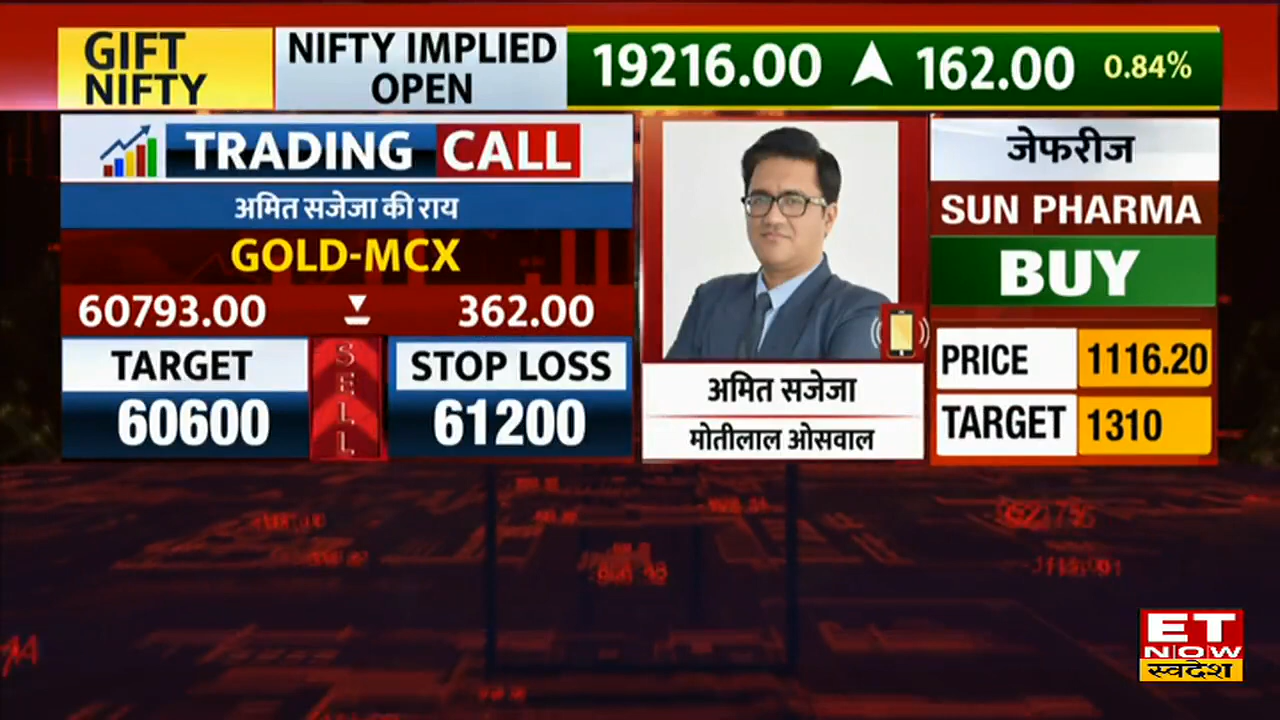 GIFT NIFTY
NIFTY IMPLIED OPEN
19216.00 162.00 0.84%
TRADING CALL
अमित सजेजा की राय
GOLD-MCX
60793.00 362.00
TARGET
60600
SELL
STOP LOSS
61200
अमित सजेजा
मोतीलाल ओसवाल
जेफरीज
SUN PHARMA
BUY
PRICE 1116.20
TARGET 1310
ET
NOW
स्वदेश